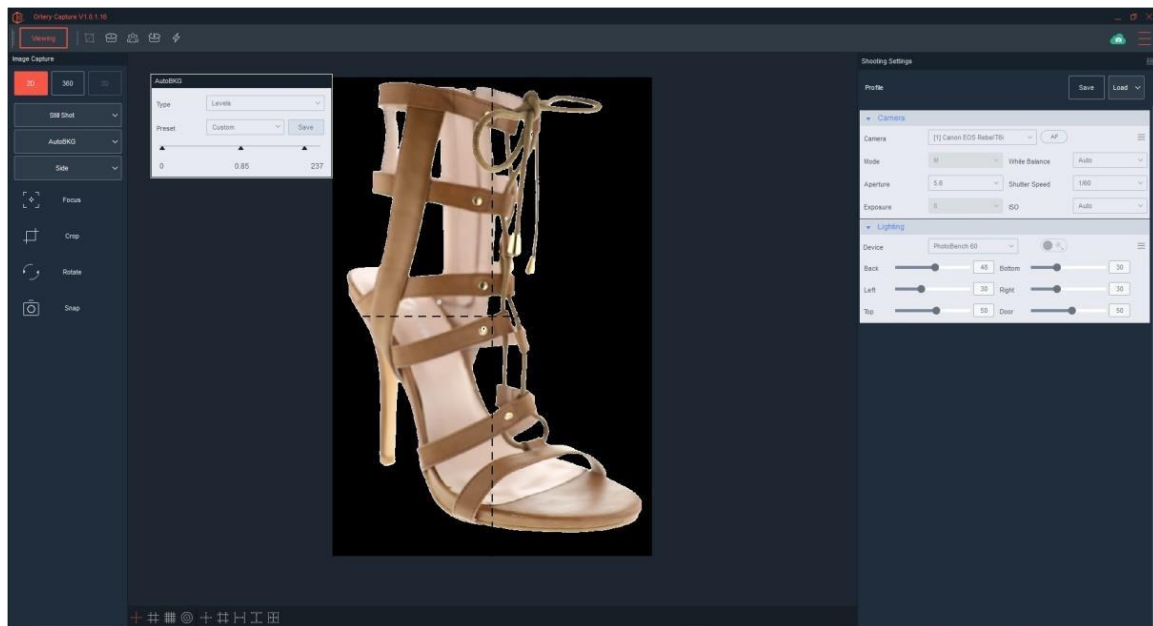 Ortery Capture V1.0.1.16
Viewing
Image Capture
2D 360 3D
Still Shot
AutoBKG
Side
Focus
Crop
Rotate
Snap
AutoBKG
Type Levels
Preset Custom Save
0 0.85 237
Shooting Settings
Profile Save Load
Camera
Camera [1] Canon EOS Rebel T6i AF
Mode M White Balance Auto
Aperture 5.6 Shutter Speed 1/60
Exposure 0 ISO Auto
Lighting
Device PhotoBench 60
Back 48 Bottom 30
Left 30 Right 30
Top 50 Door 50